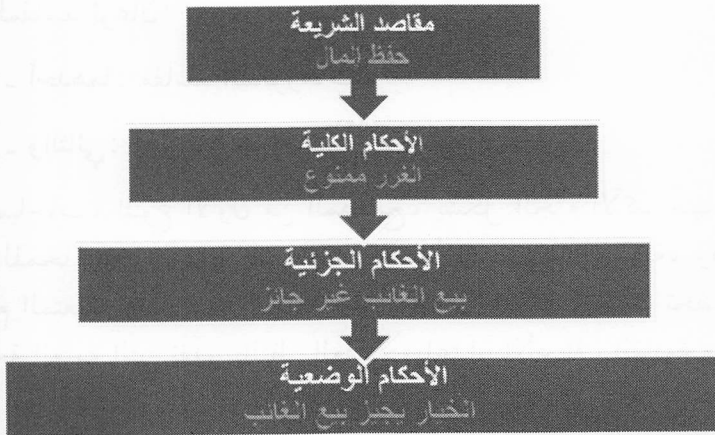 مقاصد الشريعة
حفظ المال
الأحكام الكلية
الغرر ممنوع
الأحكام الجزئية
بيع الغائب غير جائز
الأحكام الوضعية
الخيار يجيز بيع الغائب